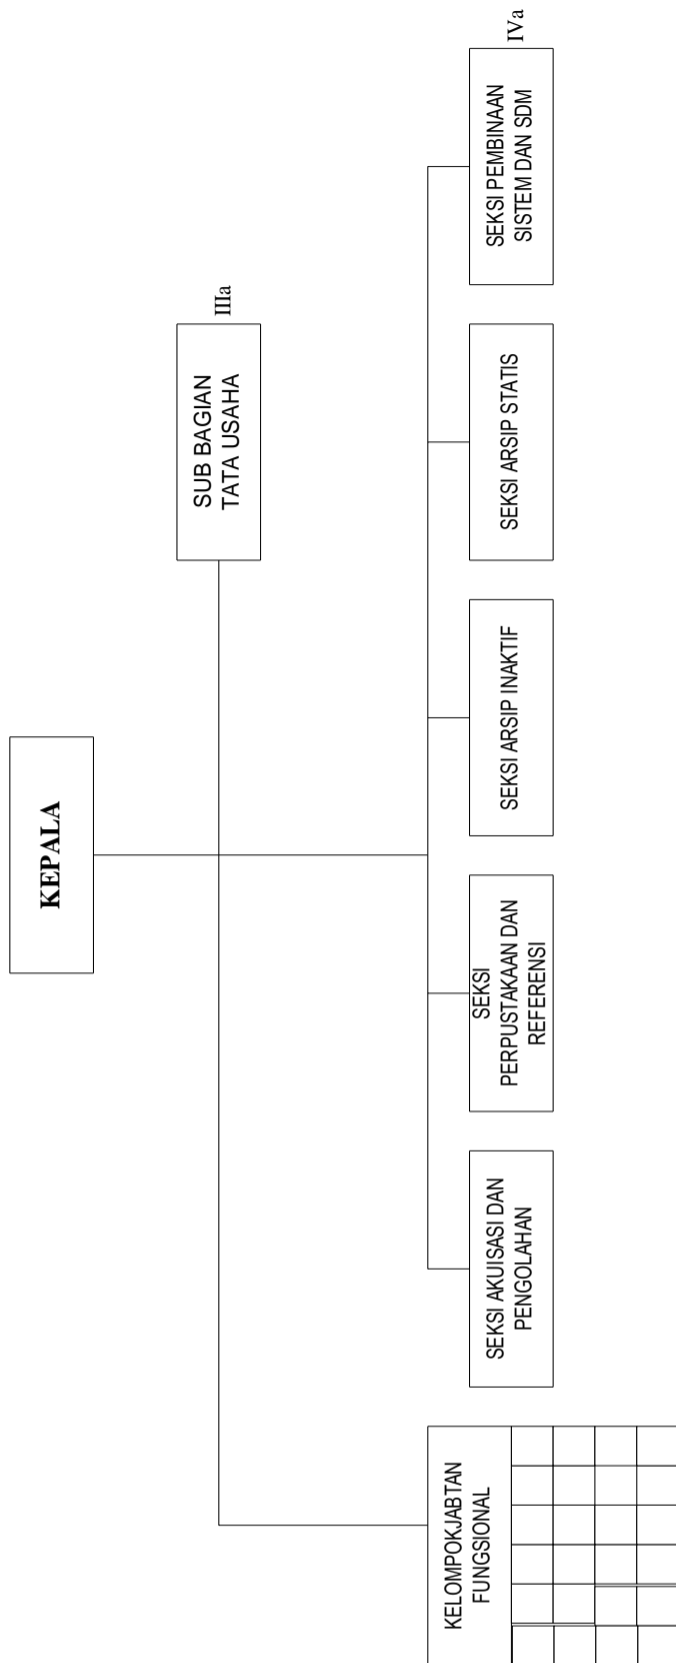 KEPALA
SUB BAGIAN
TATA USAHA
IIIa
KELOMPOKJABTAN
FUNGSIONAL
SEKSI AKUISASI DAN
PENGOLAHAN
SEKSI
PERPUSTAKAAN DAN
REFERENSI
SEKSI ARSIP INAKTIF
SEKSI ARSIP STATIS
SEKSI PEMBINAAN
SISTEM DAN SDM
IVa